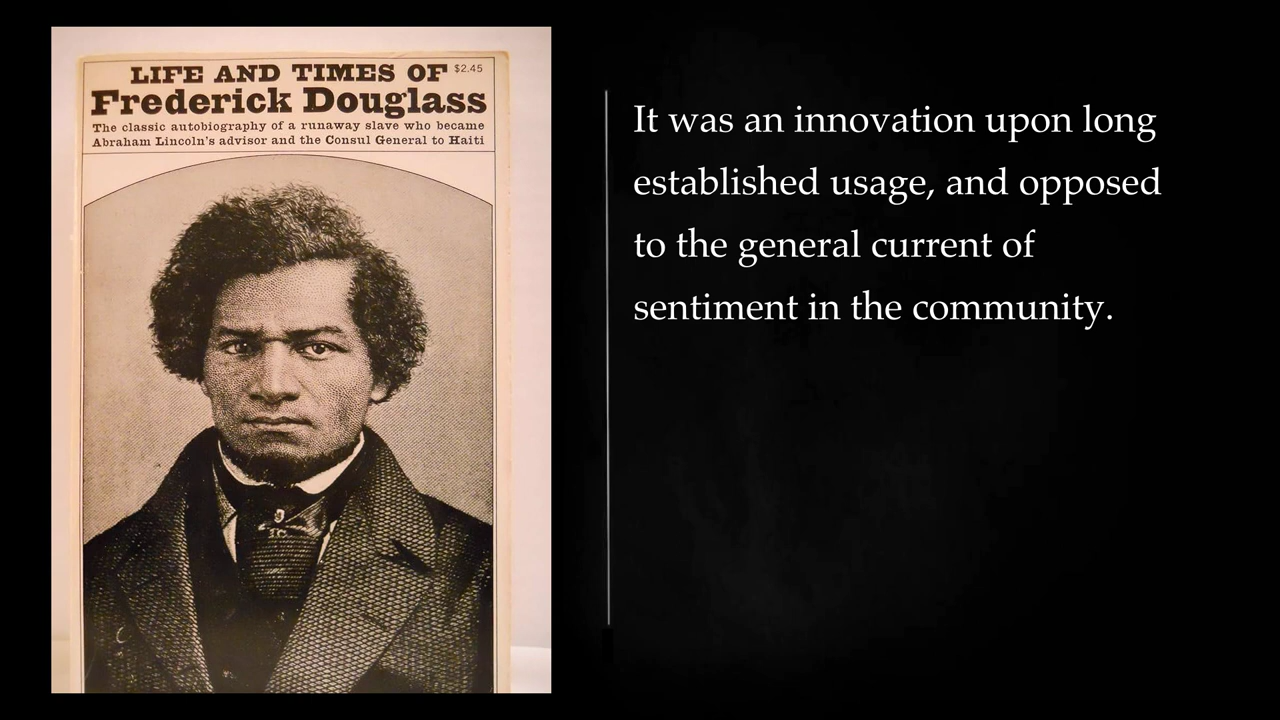 LIFE AND TIMES OF $2.45
Frederick Douglass
The classic autobiography of a runaway slave who became
Abraham Lincoln's advisor and the Consul General to Haiti
It was an innovation upon long
established usage, and opposed
to the general current of
sentiment in the community.